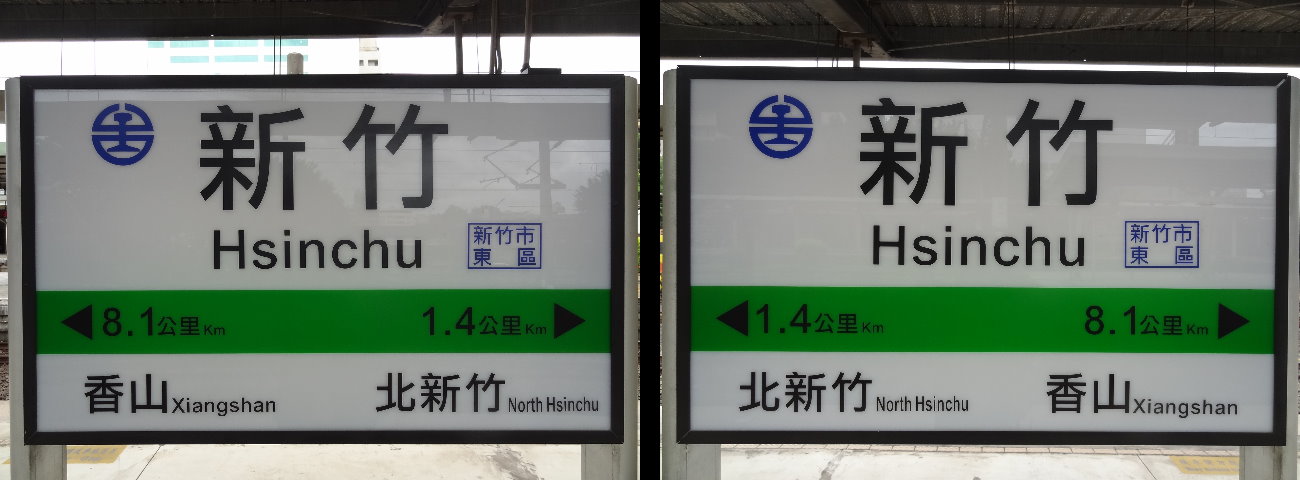 新竹
Hsinchu
新竹市
東區
8.1公里Km 1.4公里Km
香山Xiangshan 北新竹North Hsinchu
新竹
Hsinchu
新竹市
東區
1.4公里Km 8.1公里Km
北新竹North Hsinchu 香山Xiangshan